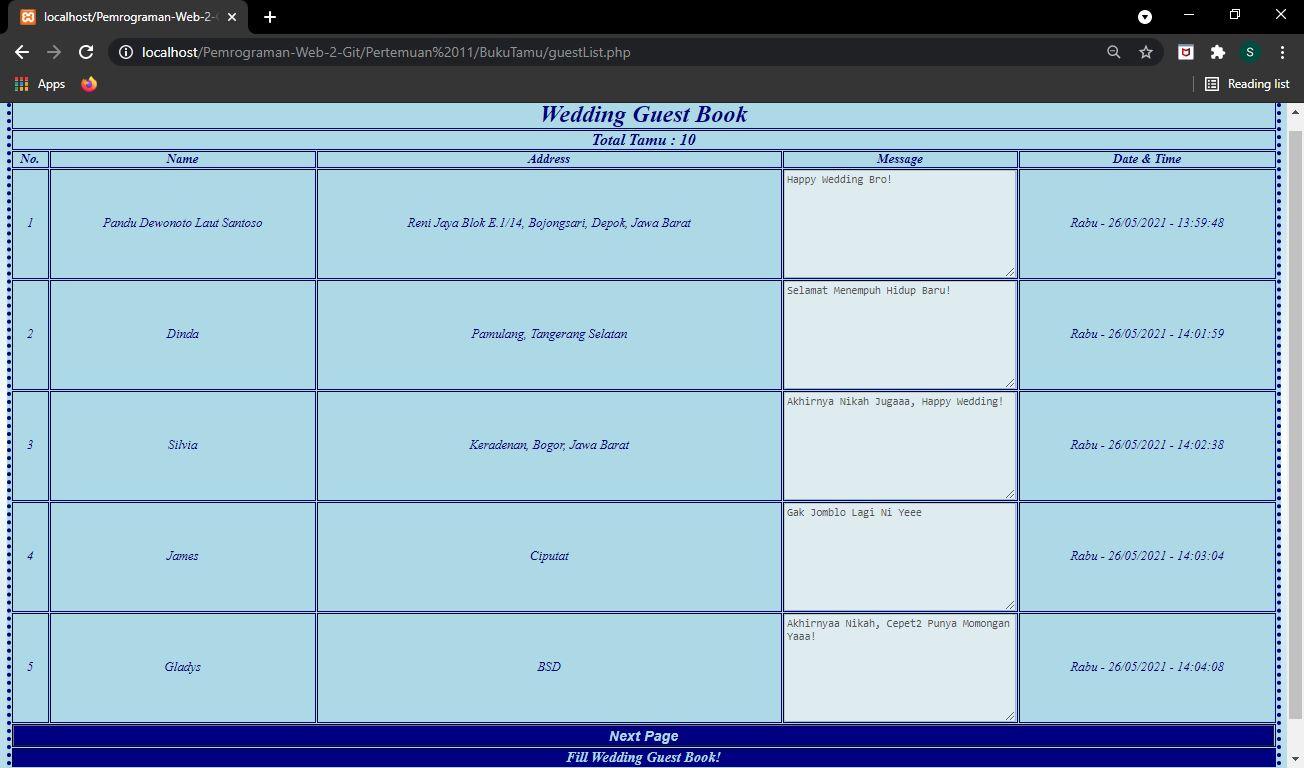 localhost/Pemrograman-Web-2-G
localhost/Pemrograman-Web-2-Git/Pertemuan%2011/BukuTamu/guestList.php
S
Apps
Reading list
Wedding Guest Book
Total Tamu : 10
No. Name Address Message Date & Time
Happy Wedding Bro!
1 Pandu Dewonoto Laut Santoso Reni Jaya Blok E.1/14, Bojongsari, Depok, Jawa Barat Rabu - 26/05/2021 - 13:59:48
Selamat Menempuh Hidup Baru!
2 Dinda Pamulang, Tangerang Selatan Rabu - 26/05/2021 - 14:01:59
Akhirnya Nikah Jugaaa, Happy Wedding!
3 Silvia Keradenan, Bogor, Jawa Barat Rabu - 26/05/2021 - 14:02:38
Gak Jomblo Lagi Ni Yeee
4 James Ciputat Rabu - 26/05/2021 - 14:03:04
Akhirnyaa Nikah, Cepet2 Punya Momongan
Yaaa!
5 Gladys BSD Rabu - 26/05/2021 - 14:04:08
Next Page
Fill Wedding Guest Book!